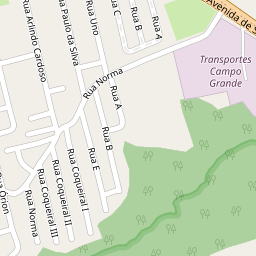 Rua Arlindo Cardoso
Paulo da Silva
Rua Uno
Rua C
Rua B
Rua 4
Avenida de
Transportes
Campo
Grande
Rua Norma
Rua A
Rua B
Rua E
Rua Coqueiral I
Rua Coqueiral II
Rua Coqueiral III
Rua Norma
Rua Órion